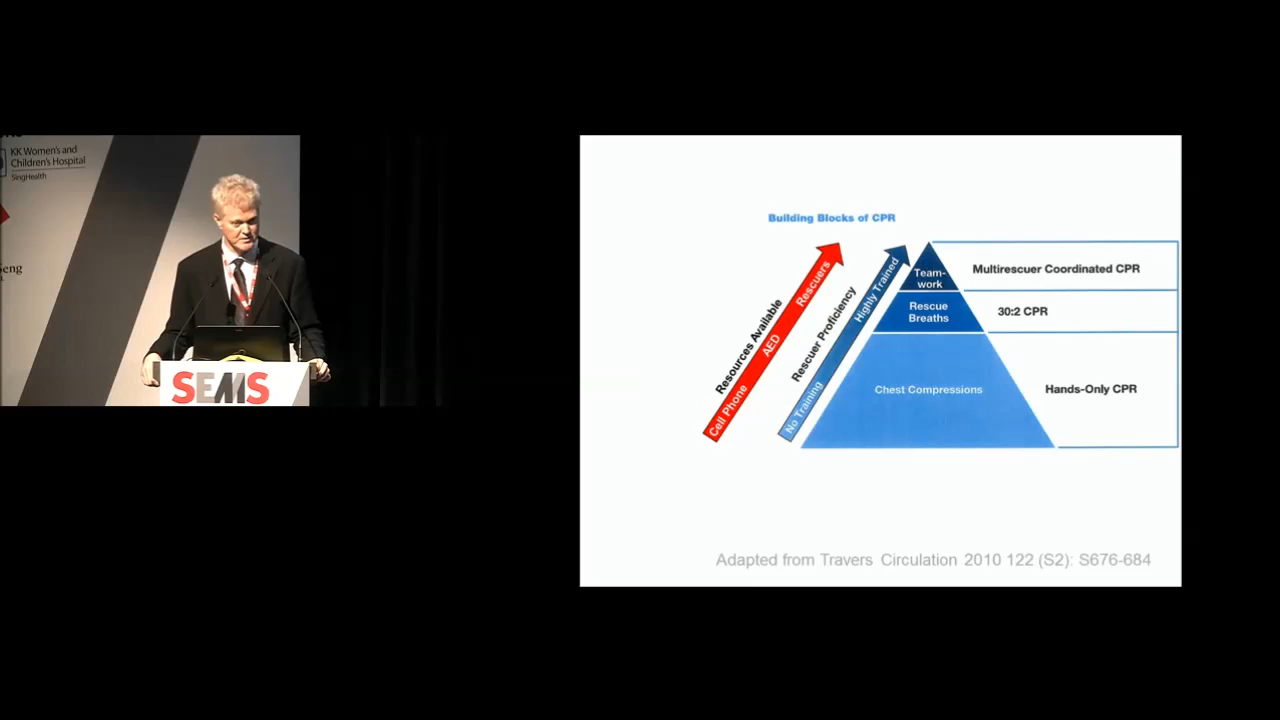 KK Women's and
Children's Hospital
SingHealth
SEMS
Building Blocks of CPR
Resources Available
Cell Phone
AED
Rescuers
Rescuer Proficiency
No Training
Highly Trained
Team-
work
Multirescuer Coordinated CPR
Rescue
Breaths
30:2 CPR
Chest Compressions
Hands-Only CPR
Adapted from Travers Circulation 2010 122 (S2): S676-684